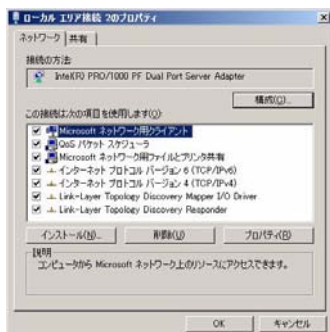 ローカル エリア接続 2のプロパティ
ネットワーク 共有
接続の方法:
Intel(R) PRO/1000 PF Dual Port Server Adapter
構成(C)...
この接続は次の項目を使用します(O):
Microsoft ネットワーク用クライアント
QoS パケット スケジューラ
Microsoft ネットワーク用ファイルとプリンタ共有
インターネット プロトコル バージョン 6 (TCP/IPv6)
インターネット プロトコル バージョン 4 (TCP/IPv4)
Link-Layer Topology Discovery Mapper I/O Driver
Link-Layer Topology Discovery Responder
インストール(N)... 削除(U) プロパティ(R)
説明
コンピュータから Microsoft ネットワーク上のリソースにアクセスできます。
OK キャンセル